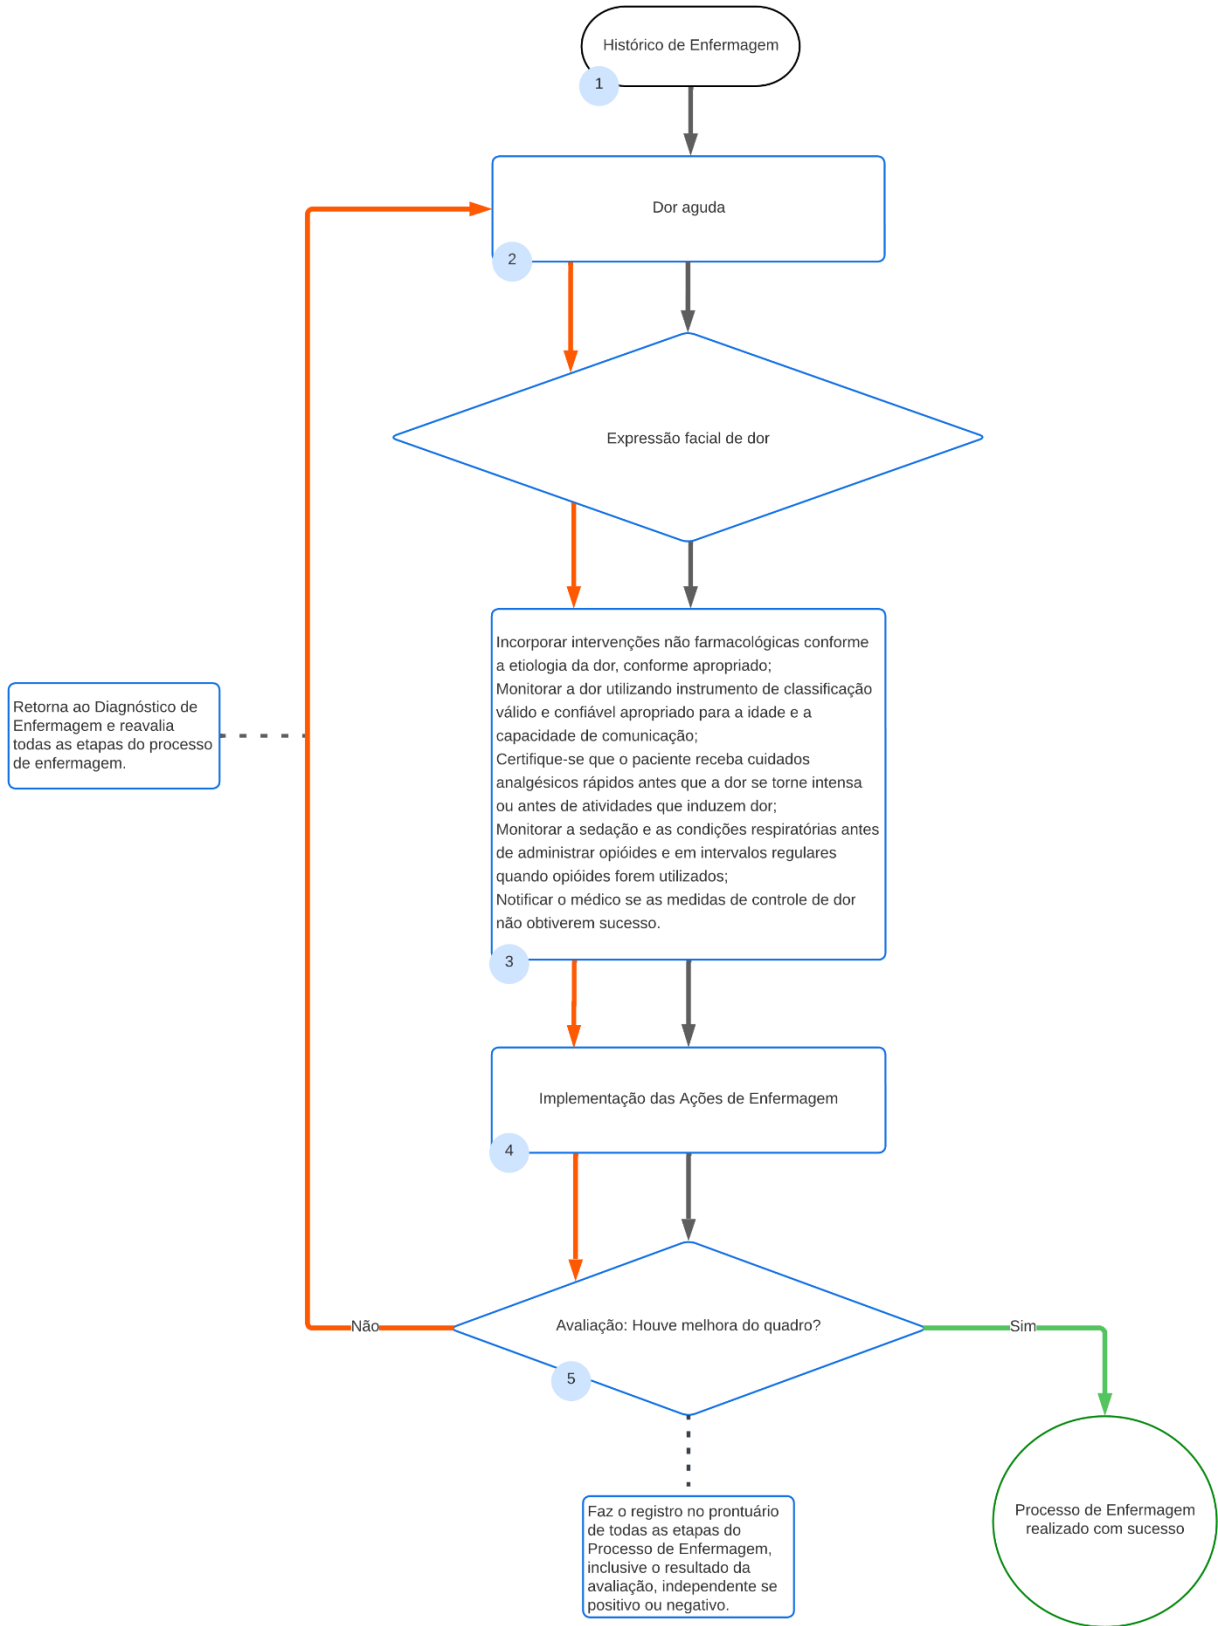 Histórico de Enfermagem
1
Dor aguda
2
Expressão facial de dor
Incorporar intervenções não farmacológicas conforme
a etiologia da dor, conforme apropriado;
Monitorar a dor utilizando instrumento de classificação
válido e confiável apropriado para a idade e a
capacidade de comunicação;
Certifique-se que o paciente receba cuidados
analgésicos rápidos antes que a dor se torne intensa
ou antes de atividades que induzem dor;
Monitorar a sedação e as condições respiratórias antes
de administrar opióides e em intervalos regulares
quando opióides forem utilizados;
Notificar o médico se as medidas de controle de dor
não obtiverem sucesso.
3
Retorna ao Diagnóstico de
Enfermagem e reavalia
todas as etapas do processo
de enfermagem.
Implementação das Ações de Enfermagem
4
Não
Avaliação: Houve melhora do quadro?
Sim
5
Faz o registro no prontuário
de todas as etapas do
Processo de Enfermagem,
inclusive o resultado da
avaliação, independente se
positivo ou negativo.
Processo de Enfermagem
realizado com sucesso